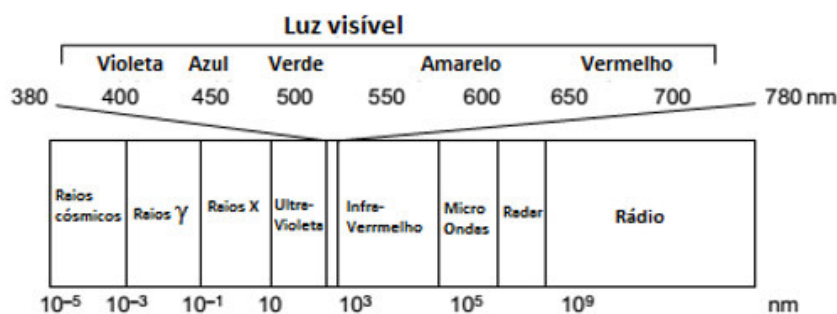 Luz visível
Violeta Azul Verde Amarelo Vermelho
380 400 450 500 550 600 650 700 780 nm
Raios cósmicos
Raios γ
Raios X
Ultra-
Violeta
Infra-
Verrmelho
Micro
Ondas
Radar
Rádio
10⁻⁵ 10⁻³ 10⁻¹ 10 10³ 10⁵ 10⁹ nm